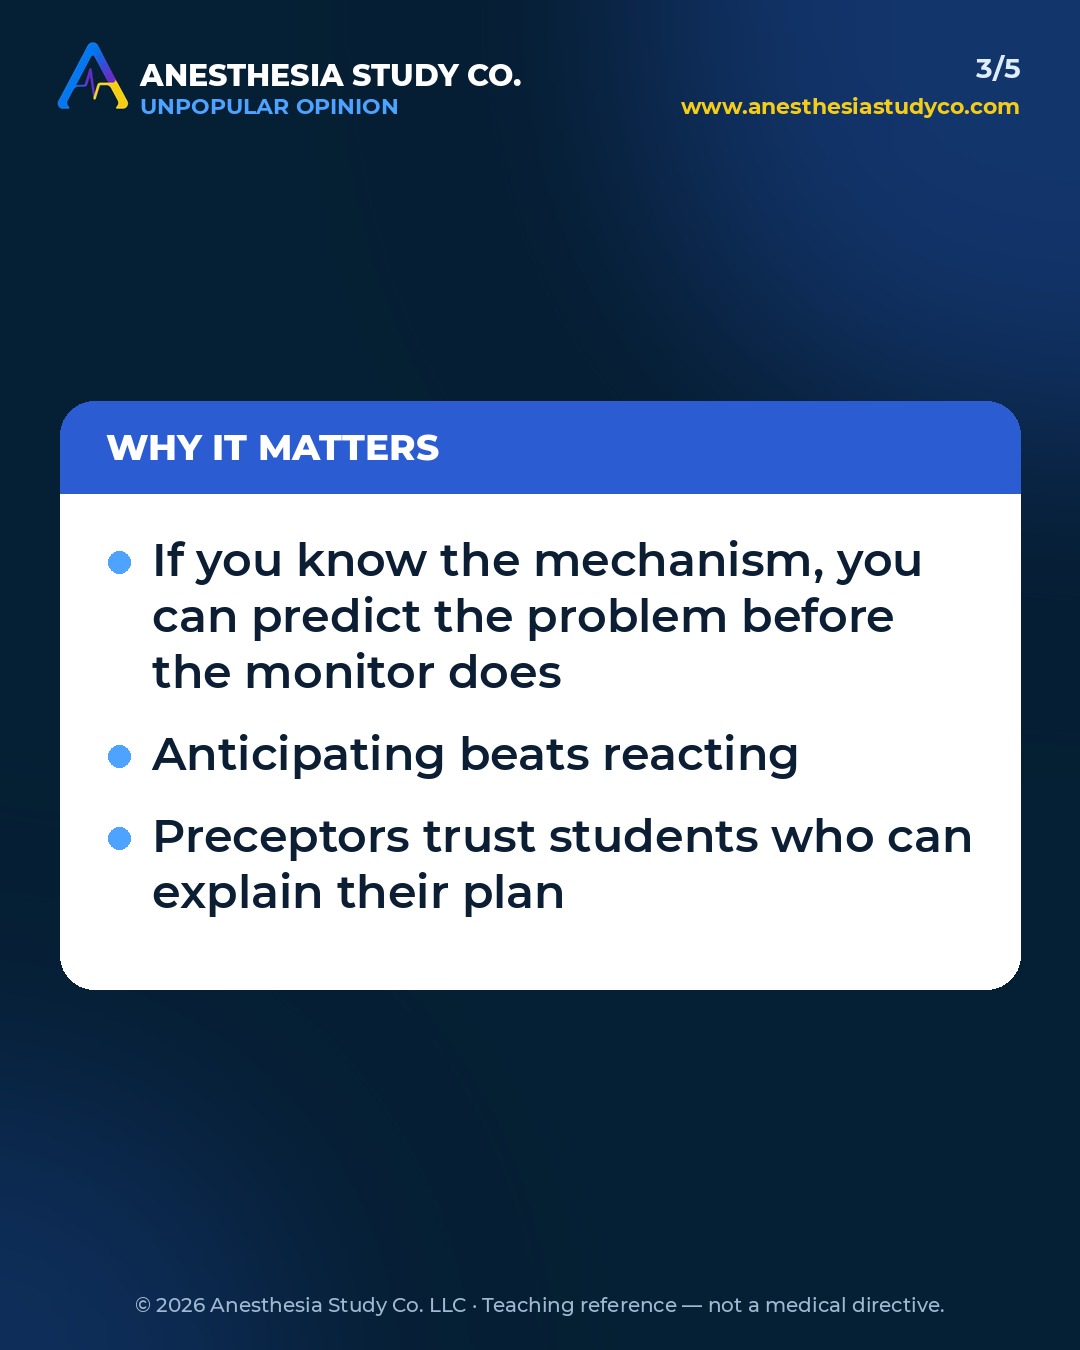 ANESTHESIA STUDY CO.
UNPOPULAR OPINION
3/5
www.anesthesiastudyco.com
WHY IT MATTERS
If you know the mechanism, you
can predict the problem before
the monitor does
Anticipating beats reacting
Preceptors trust students who can
explain their plan
© 2026 Anesthesia Study Co. LLC · Teaching reference — not a medical directive.